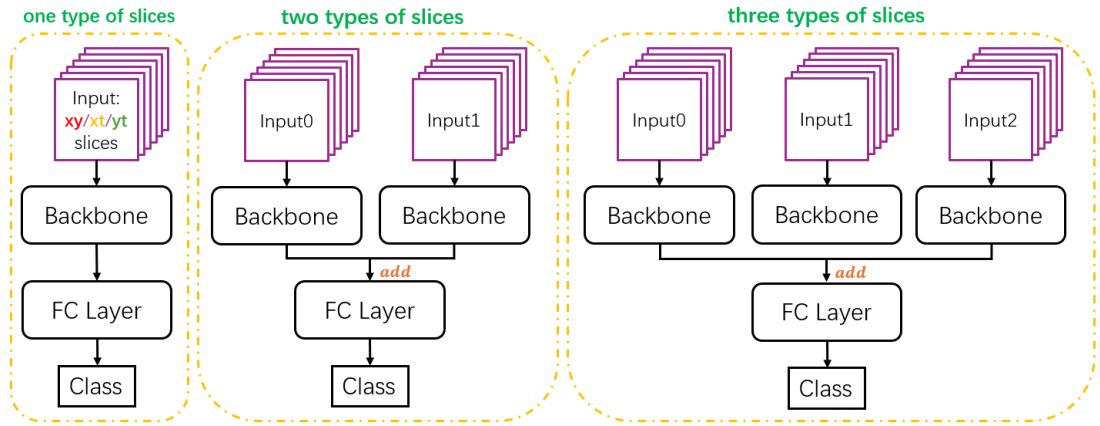 one type of slices
Input:
xy/xt/yt
slices
Backbone
FC Layer
Class
two types of slices
Input0
Input1
Backbone
Backbone
add
FC Layer
Class
three types of slices
Input0
Input1
Input2
Backbone
Backbone
Backbone
add
FC Layer
Class